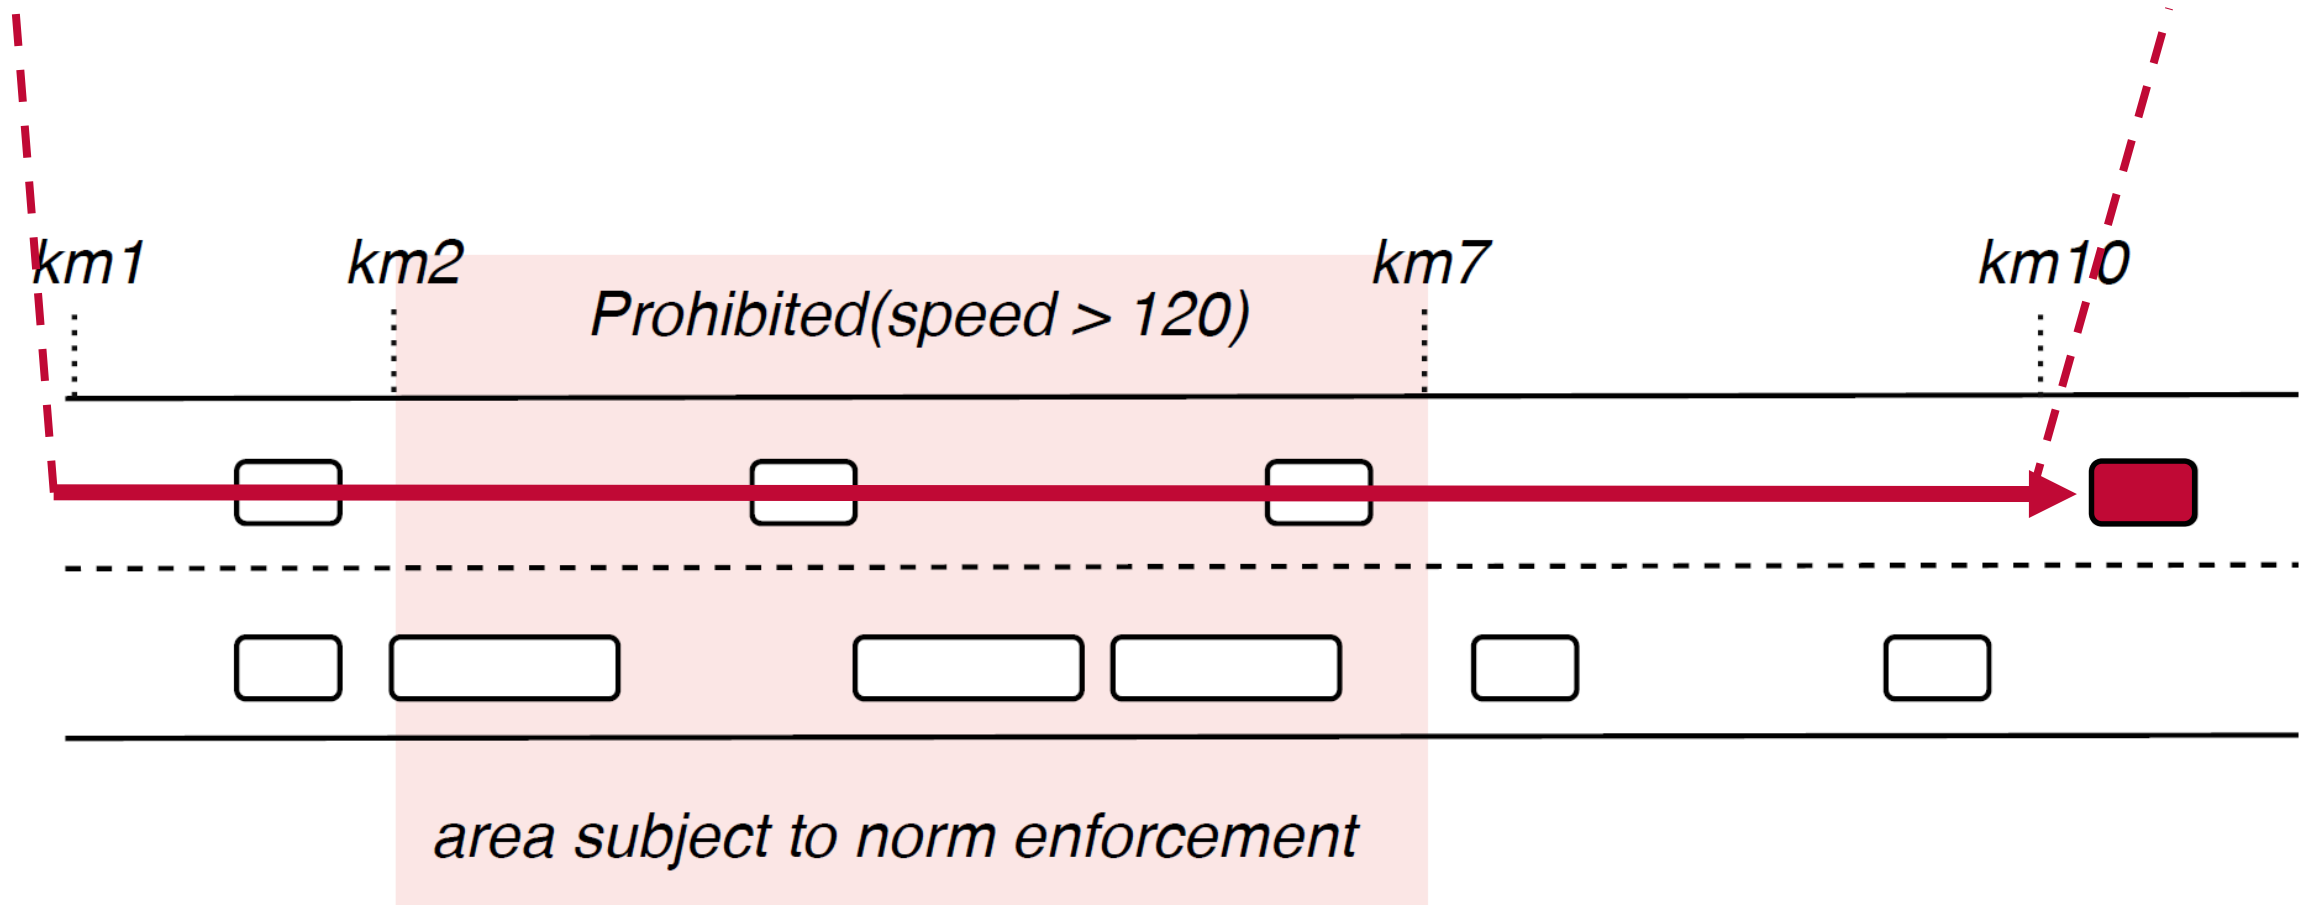 km1
km2
km7
km10
Prohibited(speed > 120)
area subject to norm enforcement